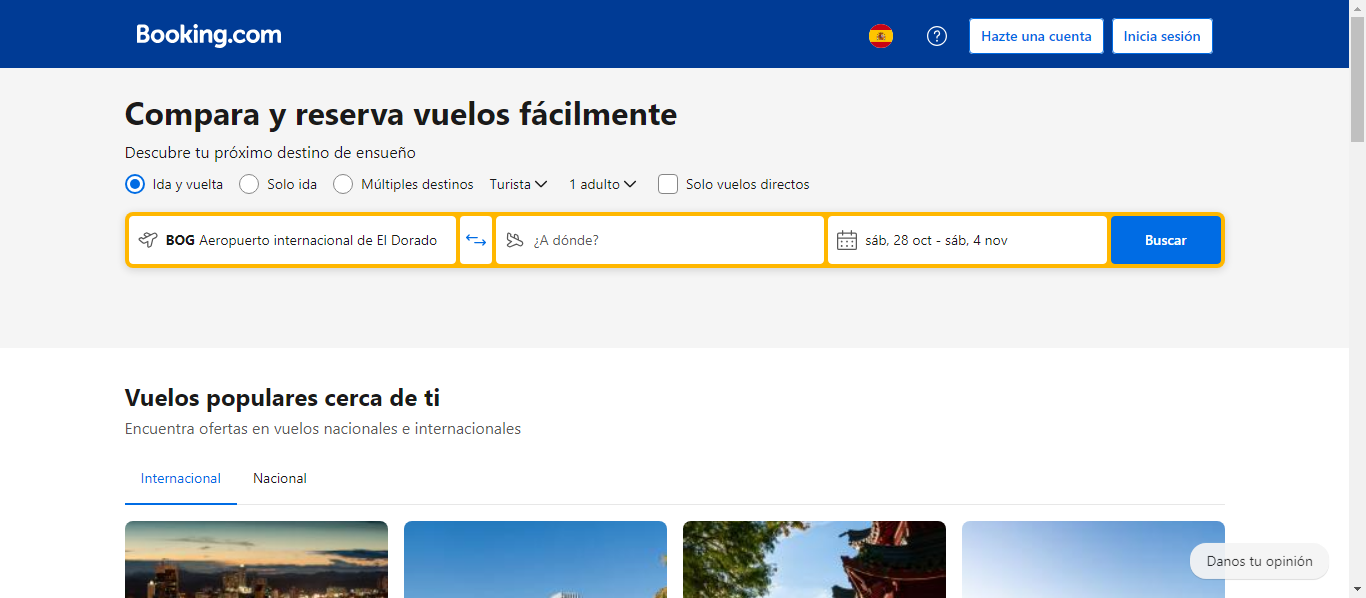 Booking.com
?
Hazte una cuenta
Inicia sesión
Compara y reserva vuelos fácilmente
Descubre tu próximo destino de ensueño
Ida y vuelta
Solo ida
Múltiples destinos
Turista
1 adulto
Solo vuelos directos
BOG Aeropuerto internacional de El Dorado
¿A dónde?
sáb, 28 oct - sáb, 4 nov
Buscar
Vuelos populares cerca de ti
Encuentra ofertas en vuelos nacionales e internacionales
Internacional
Nacional
Danos tu opinión